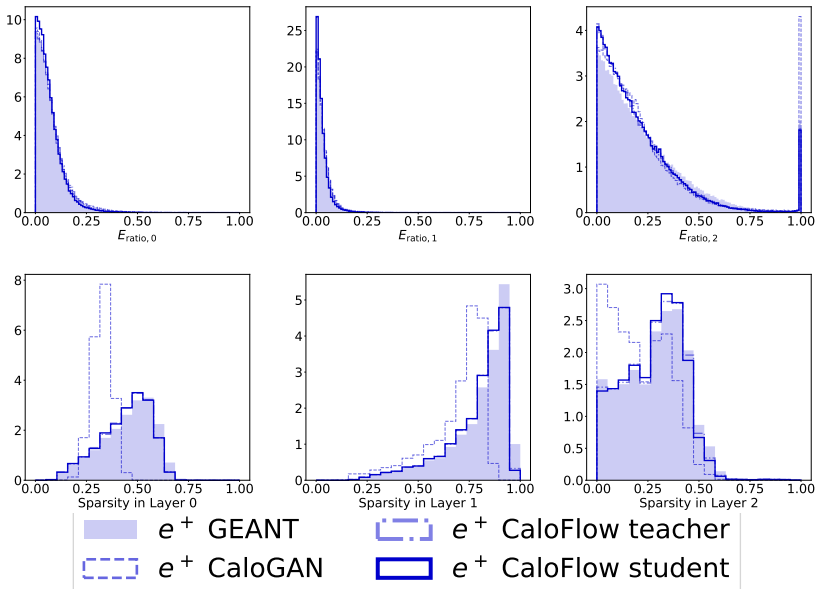 10
8
6
4
2
0
0.00 0.25 0.50 0.75 1.00
E_ratio, 0
25
20
15
10
5
0
0.00 0.25 0.50 0.75 1.00
E_ratio, 1
4
3
2
1
0
0.00 0.25 0.50 0.75 1.00
E_ratio, 2
8
6
4
2
0
0.00 0.25 0.50 0.75 1.00
Sparsity in Layer 0
5
4
3
2
1
0
0.00 0.25 0.50 0.75 1.00
Sparsity in Layer 1
3.0
2.5
2.0
1.5
1.0
0.5
0.0
0.00 0.25 0.50 0.75 1.00
Sparsity in Layer 2
e⁺ GEANT
e⁺ CaloGAN
e⁺ CaloFlow teacher
e⁺ CaloFlow student